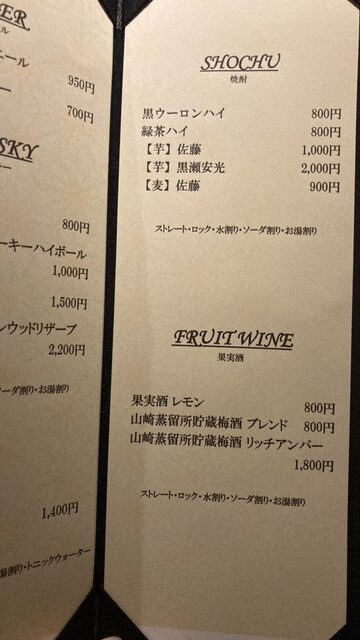 ER
ル
ール
950円
ー
700円
SKY
ー
800円
ーキーハイボール
1,000円
1,500円
ンウッドリザーブ
2,200円
ーダ割り・お湯割り
1,400円
湯割り・トニックウォーター
SHOCHU
焼酎
黒ウーロンハイ 800円
緑茶ハイ 800円
【芋】佐藤 1,000円
【芋】黒瀬安光 2,000円
【麦】佐藤 900円
ストレート・ロック・水割り・ソーダ割り・お湯割り
FRUIT WINE
果実酒
果実酒 レモン 800円
山崎蒸留所貯蔵梅酒 ブレンド 800円
山崎蒸留所貯蔵梅酒 リッチアンバー
1,800円
ストレート・ロック・水割り・ソーダ割り・お湯割り